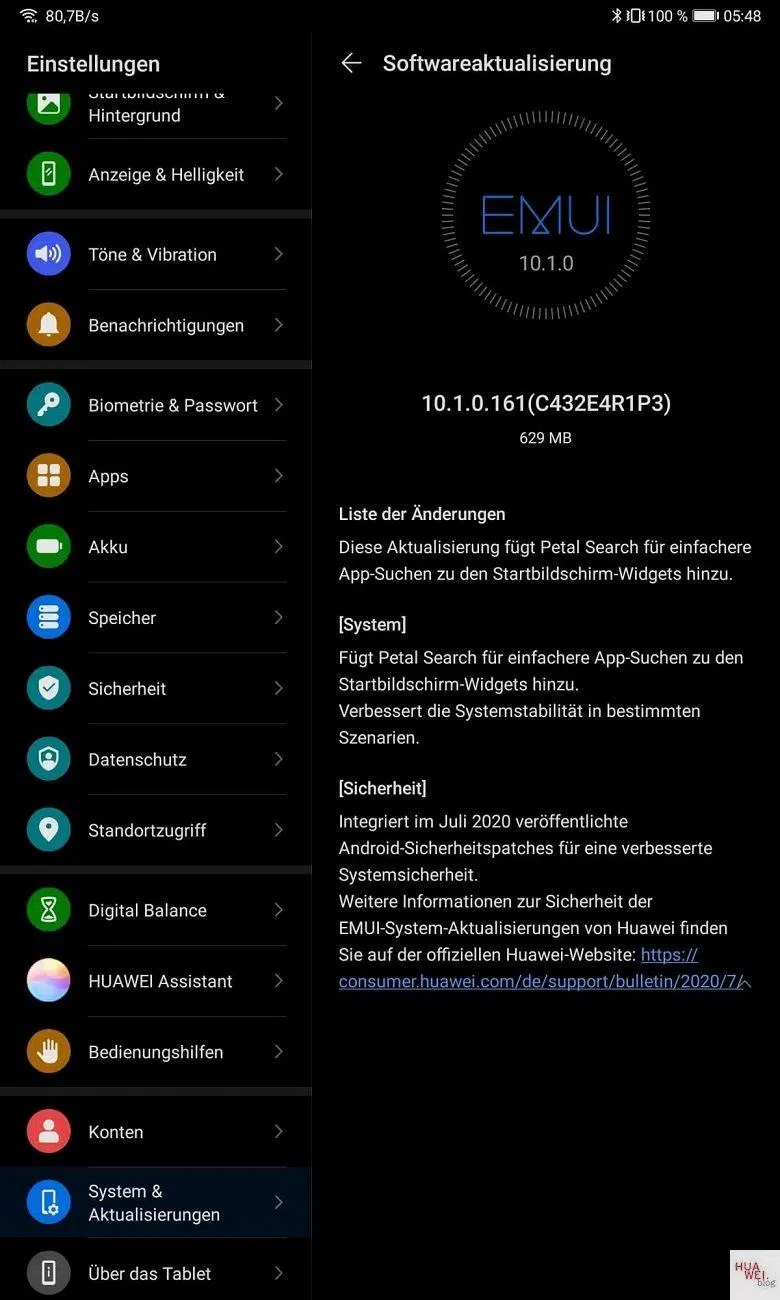 80,7B/s
100 % 05:48
Einstellungen
Startbildschirm &
Hintergrund
Anzeige & Helligkeit
Töne & Vibration
Benachrichtigungen
Biometrie & Passwort
Apps
Akku
Speicher
Sicherheit
Datenschutz
Standortzugriff
Digital Balance
HUAWEI Assistant
Bedienungshilfen
Konten
System &
Aktualisierungen
Über das Tablet
Softwareaktualisierung
EMUI
10.1.0
10.1.0.161(C432E4R1P3)
629 MB
Liste der Änderungen
Diese Aktualisierung fügt Petal Search für einfachere
App-Suchen zu den Startbildschirm-Widgets hinzu.
[System]
Fügt Petal Search für einfachere App-Suchen zu den
Startbildschirm-Widgets hinzu.
Verbessert die Systemstabilität in bestimmten
Szenarien.
[Sicherheit]
Integriert im Juli 2020 veröffentlichte
Android-Sicherheitspatches für eine verbesserte
Systemsicherheit.
Weitere Informationen zur Sicherheit der
EMUI-System-Aktualisierungen von Huawei finden
Sie auf der offiziellen Huawei-Website: https://
consumer.huawei.com/de/support/bulletin/2020/7/
HUA
WEI.
blog